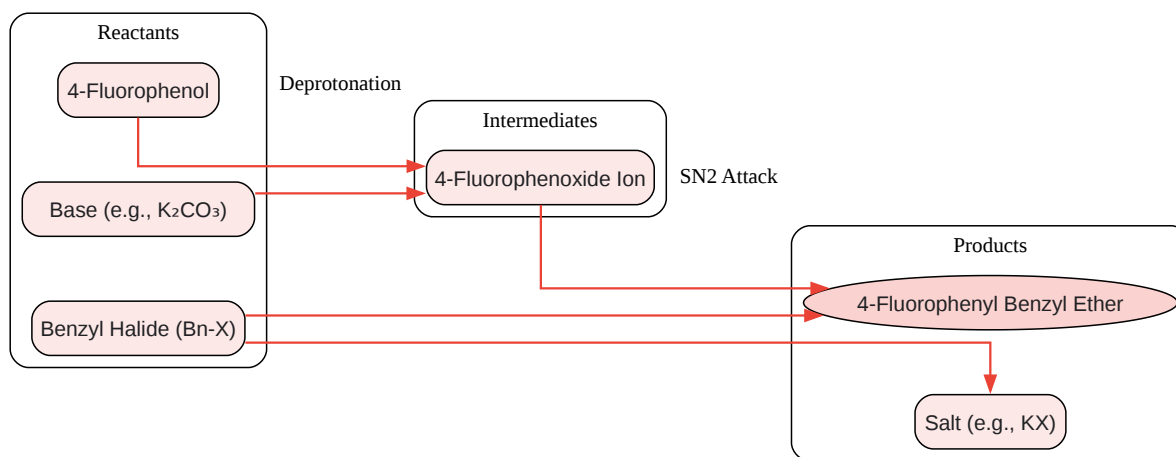 Reactants
4-Fluorophenol
Deprotonation
Intermediates
4-Fluorophenoxide Ion
SN2 Attack
Base (e.g., K₂CO₃)
Products
4-Fluorophenyl Benzyl Ether
Benzyl Halide (Bn-X)
Salt (e.g., KX)